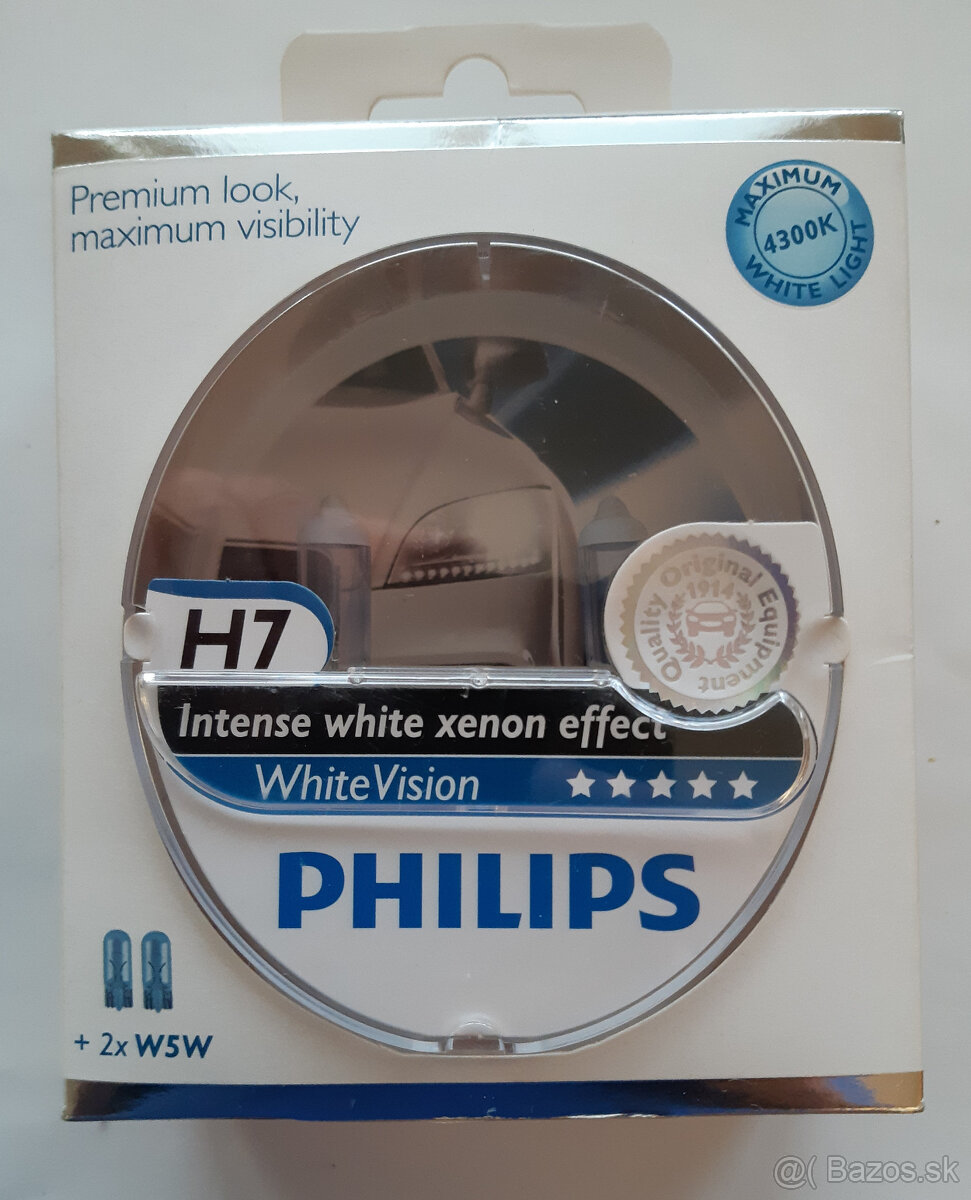 Premium look,
maximum visibility
MAXIMUM
4300K
WHITE LIGHT
Quality Original Equipment
1914
H7
Intense white xenon effect
WhiteVision
PHILIPS
+ 2x W5W
@( Bazos.sk